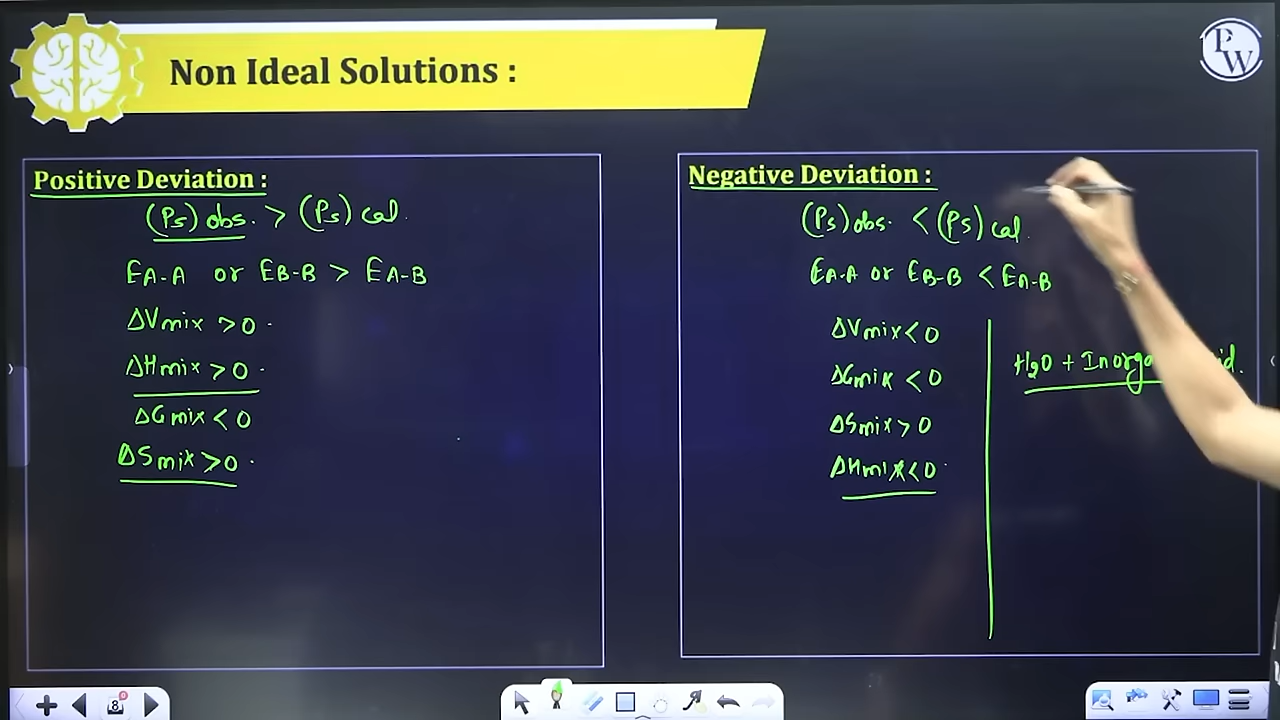 Non Ideal Solutions :
PW
Positive Deviation :
(Ps) obs. > (Ps) cal.
EA-A or EB-B > EA-B
ΔVmix >0
ΔHmix >0
ΔGmix < 0
ΔSmix >0
Negative Deviation :
(Ps)obs. < (Ps) cal.
EA-A or EB-B < EA-B
ΔVmix < 0
ΔGmix < 0
ΔSmix > 0
ΔHmix < 0
H2O +
8